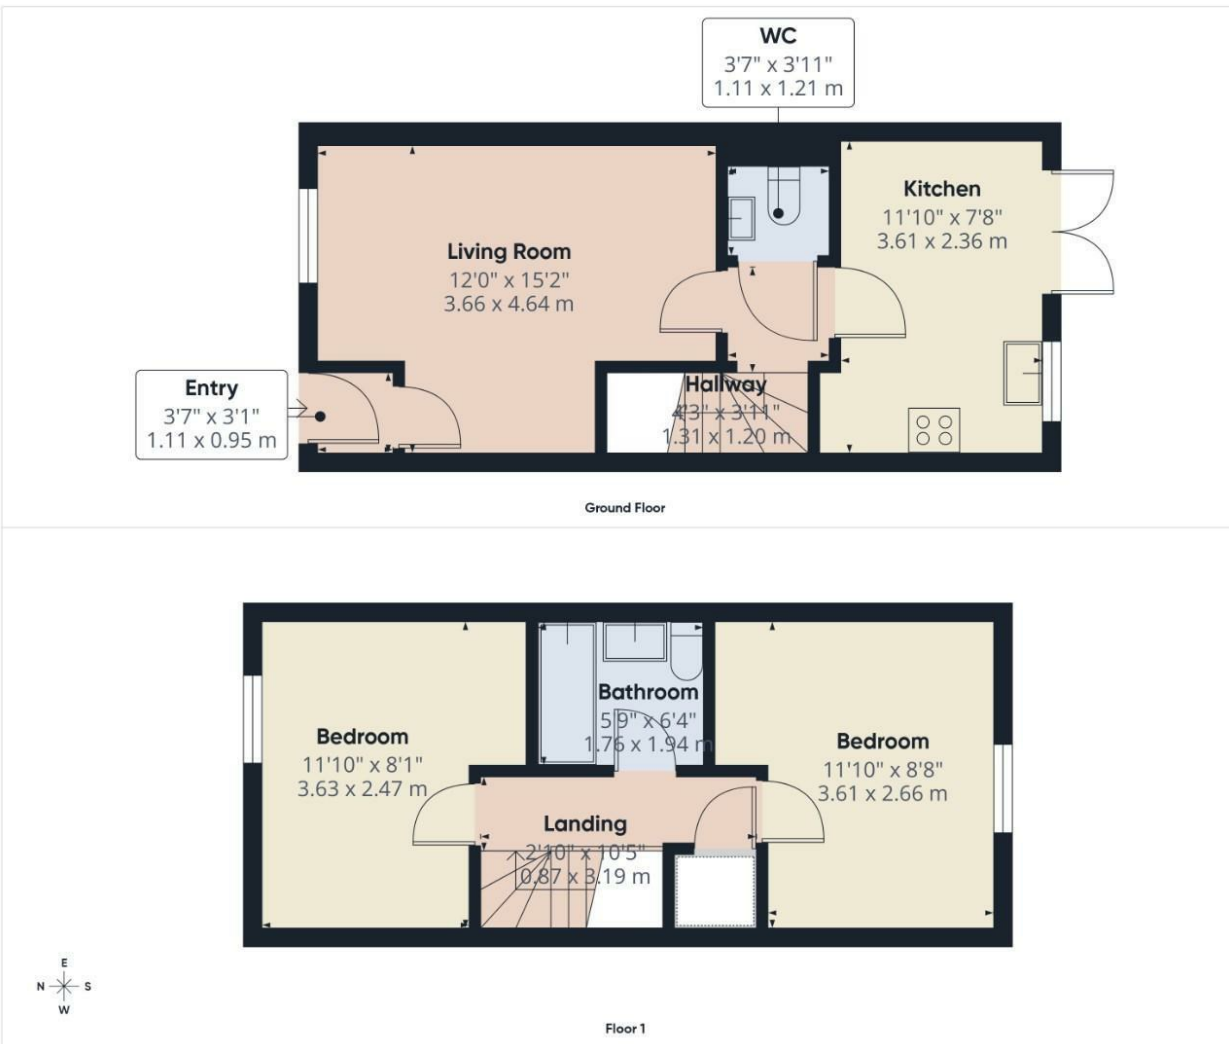 WC
3'7" x 3'11"
1.11 x 1.21 m
Kitchen
11'10" x 7'8"
3.61 x 2.36 m
Living Room
12'0" x 15'2"
3.66 x 4.64 m
Entry
3'7" x 3'1"
1.11 x 0.95 m
Hallway
4'3" x 3'11"
1.31 x 1.20 m
Ground Floor
Bathroom
5'9" x 6'4"
1.76 x 1.94 m
Bedroom
11'10" x 8'1"
3.63 x 2.47 m
Bedroom
11'10" x 8'8"
3.61 x 2.66 m
Landing
2'10" x 10'5"
0.87 x 3.19 m
E
N S
W
Floor 1